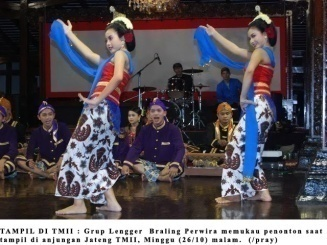 TAMPIL DI TMII : Grup Lengger  Braling Perwira memukau penonton saat
tampil di anjungan Jateng TMII, Minggu (26/10) malam.  (/pray)